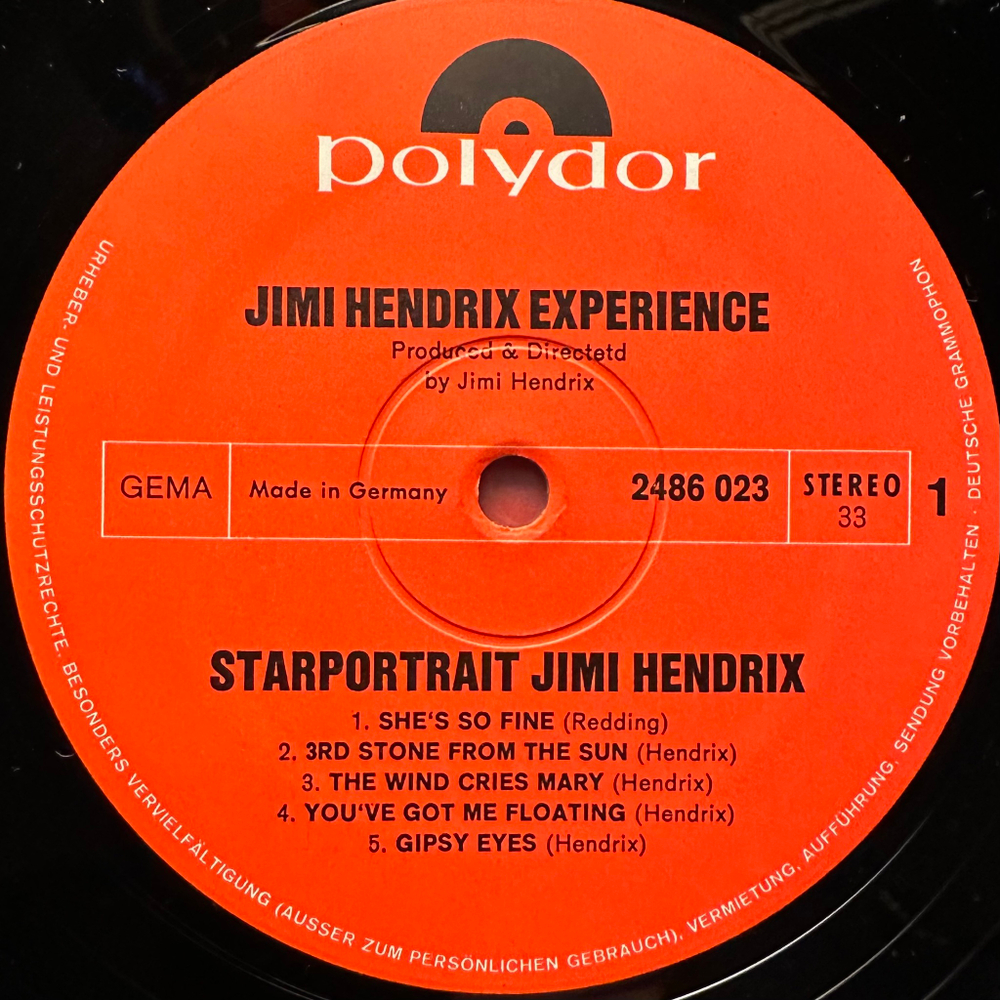 polydor
JIMI HENDRIX EXPERIENCE
Produced & Directetd
by Jimi Hendrix
GEMA
Made in Germany
2486 023
STEREO
33
1
STARPORTRAIT JIMI HENDRIX
1. SHE'S SO FINE (Redding)
2. 3RD STONE FROM THE SUN (Hendrix)
3. THE WIND CRIES MARY (Hendrix)
4. YOU'VE GOT ME FLOATING (Hendrix)
5. GIPSY EYES (Hendrix)
URHEBER- UND LEISTUNGSSCHUTZRECHTE, BESONDERS VERVIELFÄLTIGUNG (AUSSER ZUM PERSÖNLICHEN GEBRAUCH), VERMIETUNG, AUFFÜHRUNG, SENDUNG VORBEHALTEN · DEUTSCHE GRAMMOPHON